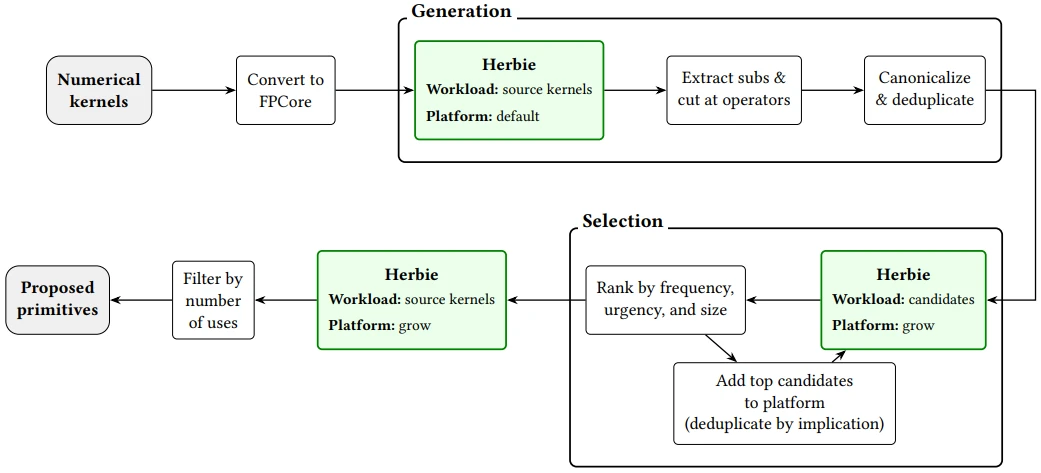 Generation
Numerical
kernels
Convert to
FPCore
Herbie
Workload: source kernels
Platform: default
Extract subs &
cut at operators
Canonicalize
& deduplicate
Selection
Herbie
Workload: candidates
Platform: grow
Rank by frequency,
urgency, and size
Add top candidates
to platform
(deduplicate by implication)
Herbie
Workload: source kernels
Platform: grow
Filter by
number
of uses
Proposed
primitives